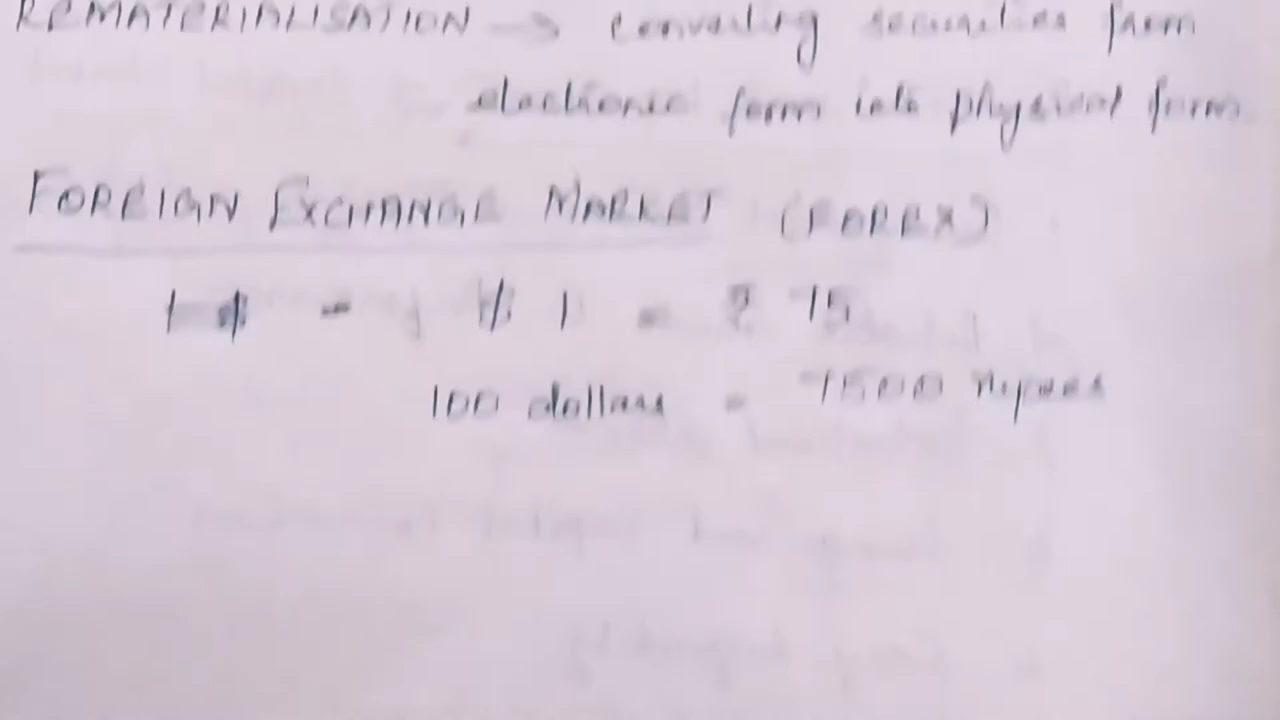 REMATERIALISATION → converting securities from
electronic form into physical form
FOREIGN EXCHANGE MARKET (FOREX)
$ 1 = ₹ 75
100 dollars = 7500 rupees